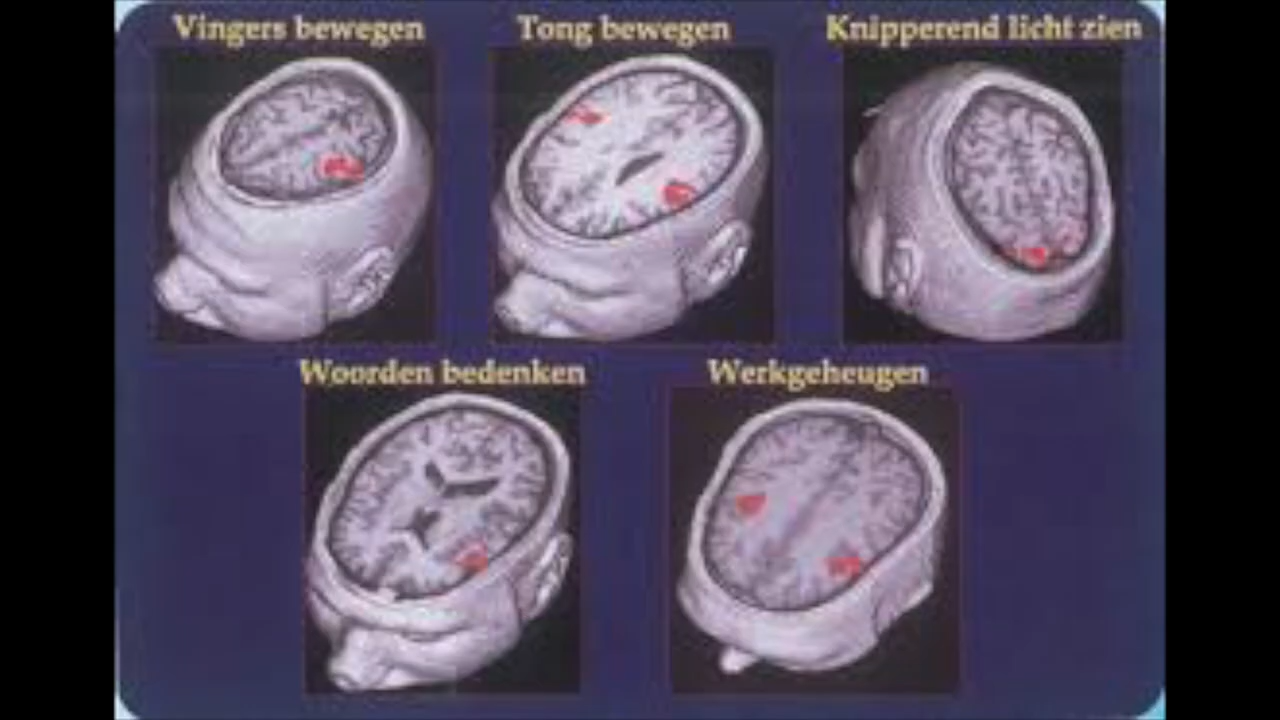 Vingers bewegen
Tong bewegen
Knipperend licht zien
Woorden bedenken
Werkgeheugen